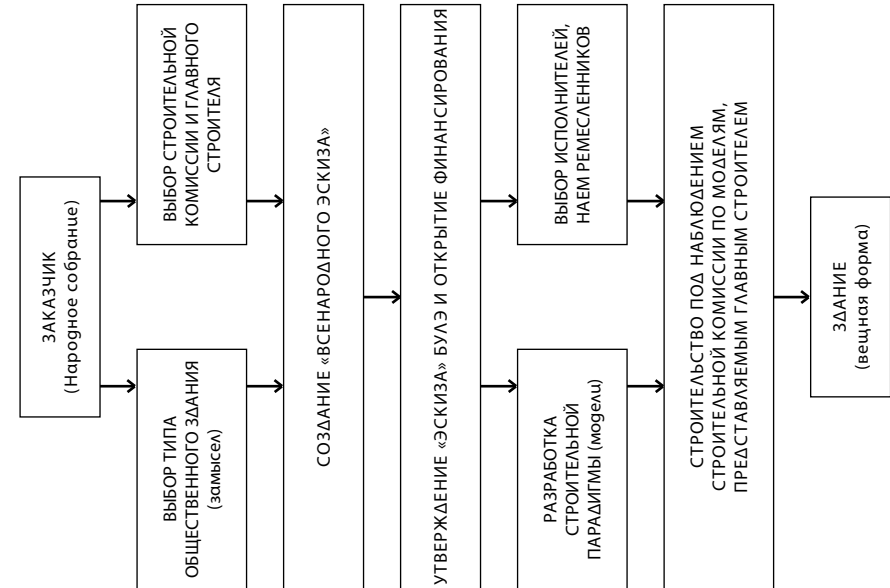 ЗАКАЗЧИК
(Народное собрание)
ВЫБОР ТИПА
ОБЩЕСТВЕННОГО ЗДАНИЯ
(замысел)
ВЫБОР СТРОИТЕЛЬНОЙ
КОМИССИИ И ГЛАВНОГО
СТРОИТЕЛЯ
СОЗДАНИЕ «ВСЕНАРОДНОГО ЭСКИЗА»
УТВЕРЖДЕНИЕ «ЭСКИЗА» БУЛЭ И ОТКРЫТИЕ ФИНАНСИРОВАНИЯ
РАЗРАБОТКА
СТРОИТЕЛЬНОЙ
ПАРАДИГМЫ (модели)
ВЫБОР ИСПОЛНИТЕЛЕЙ,
НАЕМ РЕМЕСЛЕННИКОВ
СТРОИТЕЛЬСТВО ПОД НАБЛЮДЕНИЕМ
СТРОИТЕЛЬНОЙ КОМИССИИ ПО МОДЕЛЯМ,
ПРЕДСТАВЛЯЕМЫМ ГЛАВНЫМ СТРОИТЕЛЕМ
ЗДАНИЕ
(вещная форма)